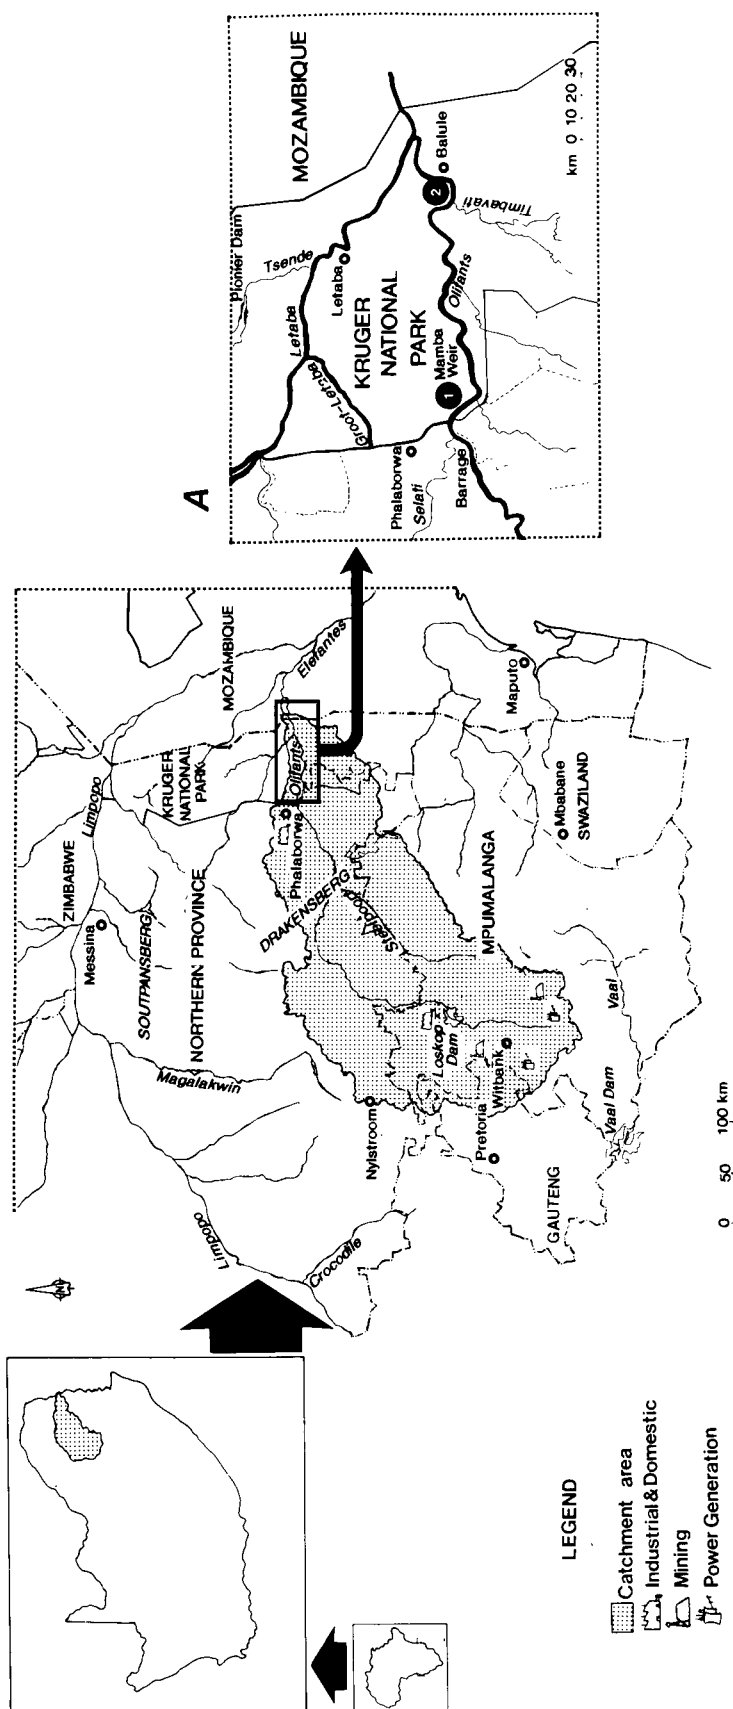 ZIMBABWE
Limpopo
Messina
SOUTPANSBERG
NORTHERN PROVINCE
KRUGER
NATIONAL
PARK
MOZAMBIQUE
Magalakwin
Limpopo
Crocodile
Nylstroom
Phalaborwa
Olifants
Elefantes
DRAKENSBERG
Loskop
Dam
Witbank
Pretoria
GAUTENG
MPUMALANGA
Maputo
Mbabane
SWAZILAND
Vaal Dam
Vaal
0 50 100 km
LEGEND
Catchment area
Industrial & Domestic
Mining
Power Generation
A
Pionier Dam
MOZAMBIQUE
Tsende
Letaba
Letaba
Groot-Letaba
KRUGER
NATIONAL
PARK
Phalaborwa
Selati
Barrage
1
Mamba
Weir
Olifants
2
Balule
Timbavati
km 0 10 20 30